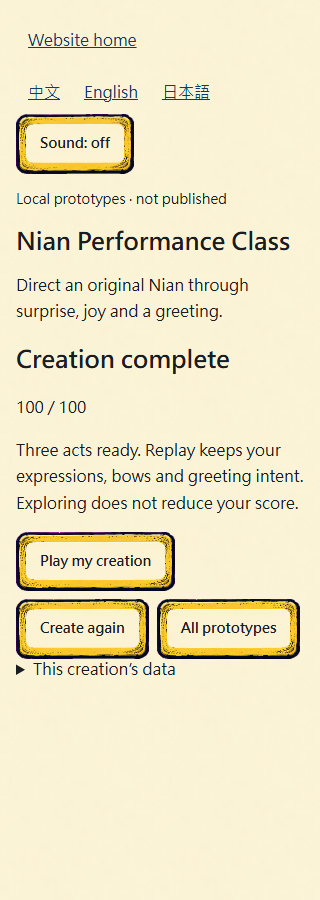 Website home
中文 English 日本語
Sound: off
Local prototypes · not published
Nian Performance Class
Direct an original Nian through
surprise, joy and a greeting.
Creation complete
100 / 100
Three acts ready. Replay keeps your
expressions, bows and greeting intent.
Exploring does not reduce your score.
Play my creation
Create again All prototypes
This creation's data